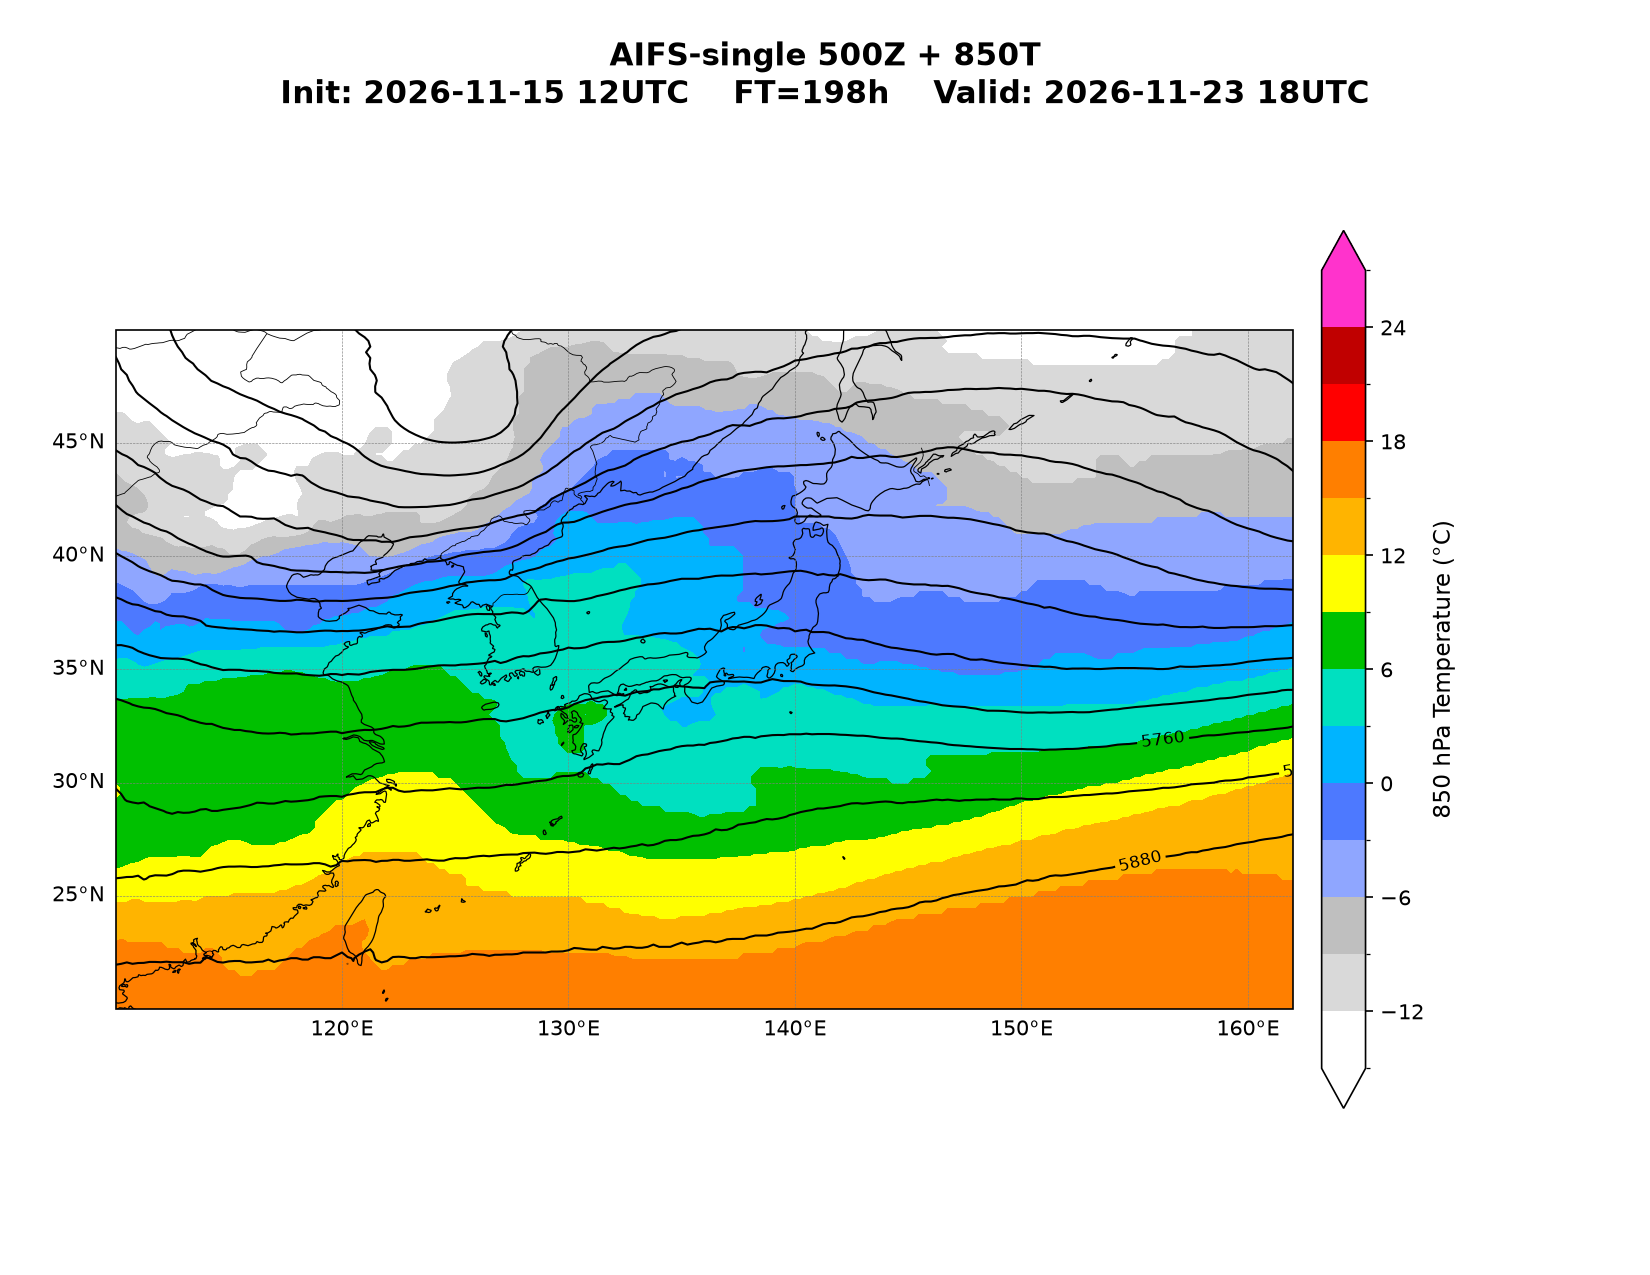 AIFS-single 500Z + 850T
Init: 2026-11-15 12UTC    FT=198h    Valid: 2026-11-23 18UTC
45°N
40°N
35°N
30°N
25°N
120°E
130°E
140°E
150°E
160°E
5760
5
5880
24
18
12
6
0
−6
−12
850 hPa Temperature (°C)